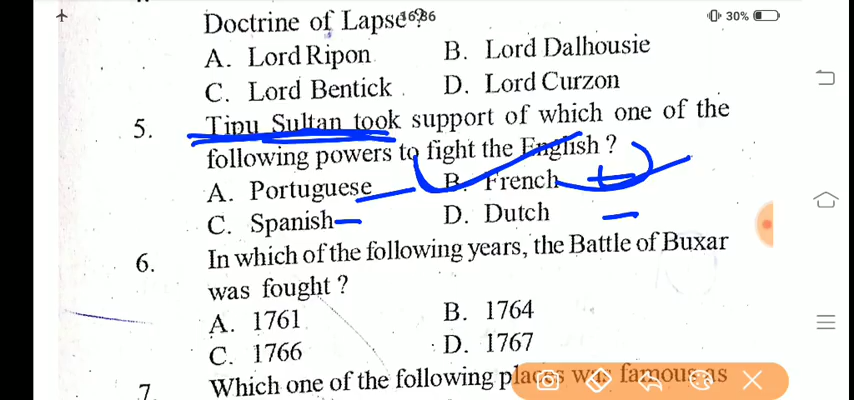 Doctrine of Lapse?
16:36
30%
A. Lord Ripon B. Lord Dalhousie
C. Lord Bentick D. Lord Curzon
5. Tipu Sultan took support of which one of the
following powers to fight the English ?
A. Portuguese B. French
C. Spanish D. Dutch
6. In which of the following years, the Battle of Buxar
was fought ?
A. 1761 B. 1764
C. 1766 D. 1767
7. Which one of the following places was famous as